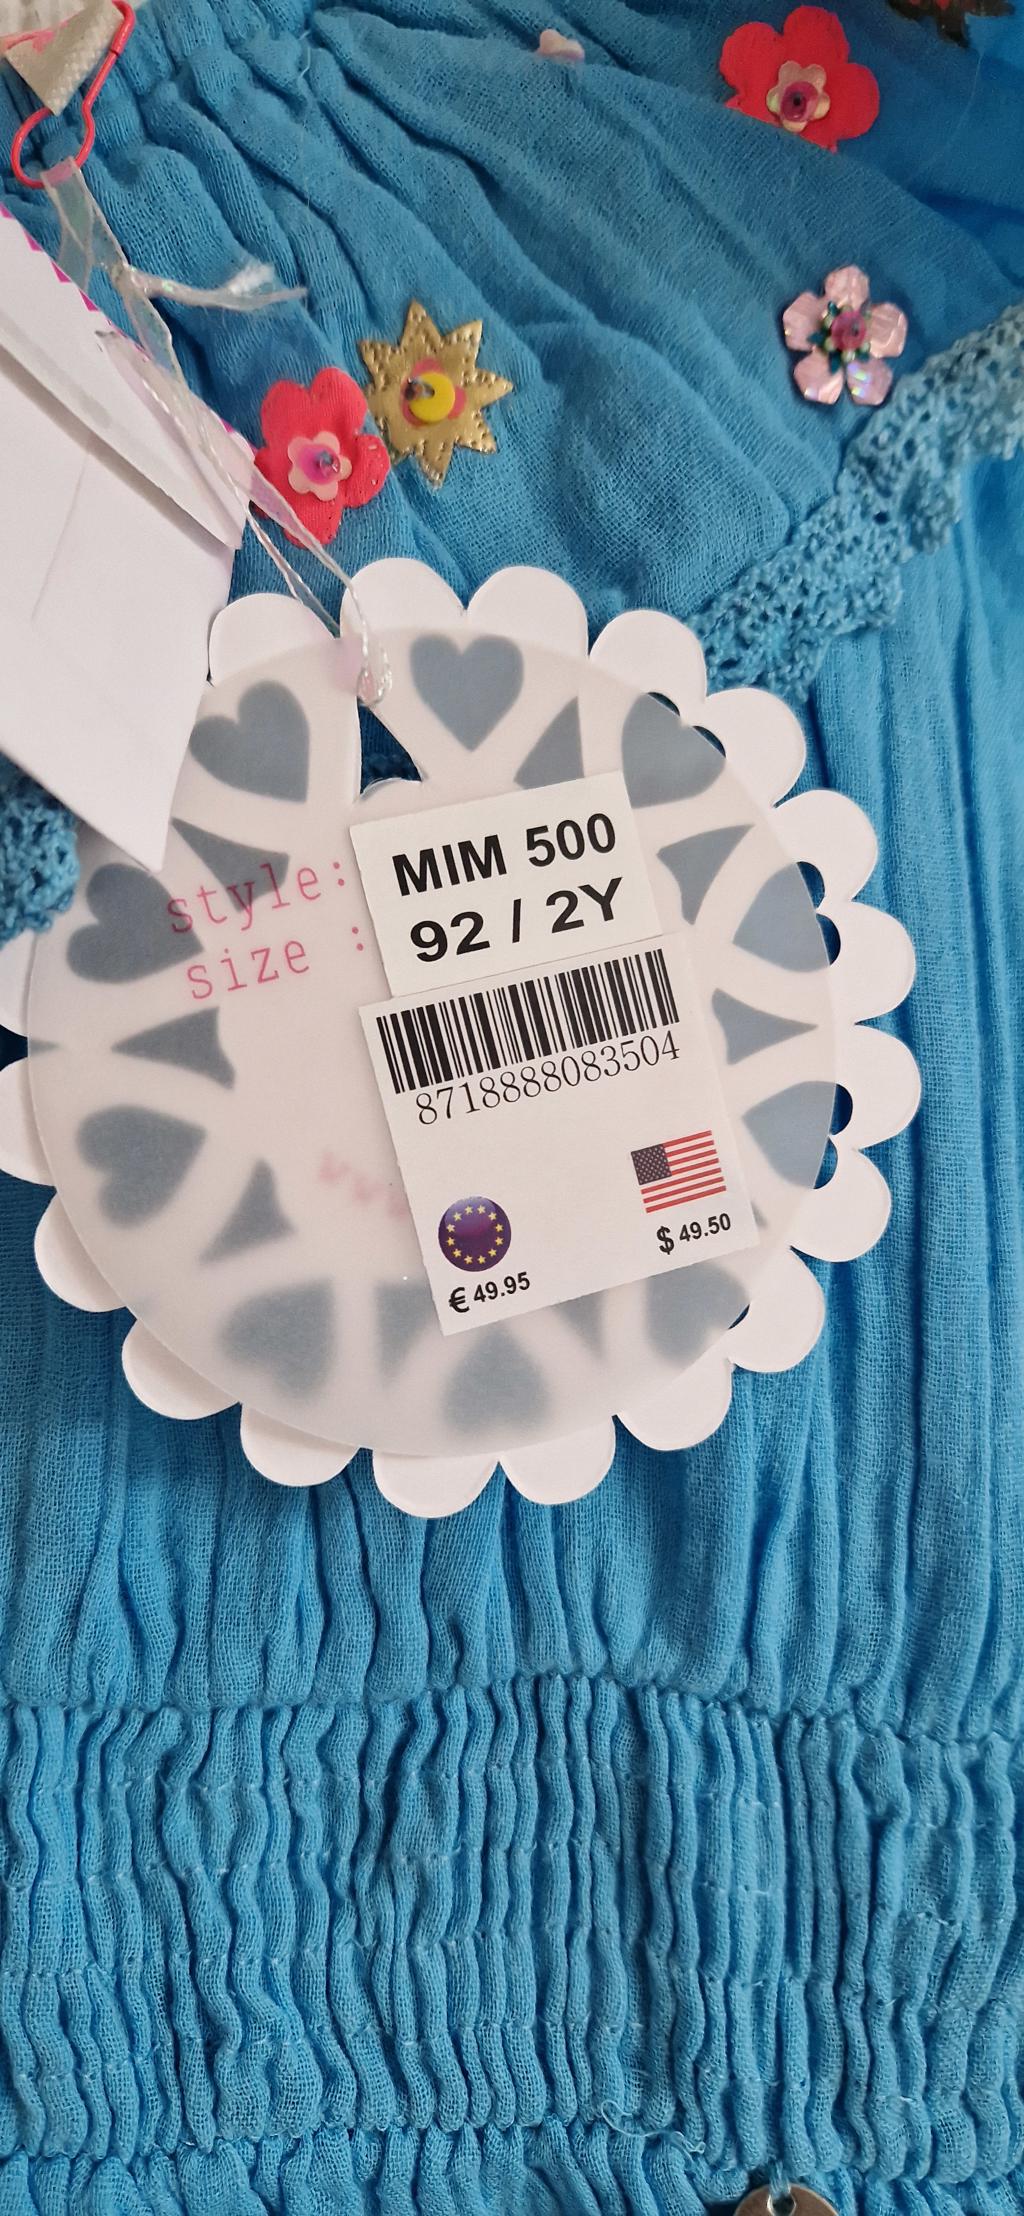 style:
MIM 500
size :
92 / 2Y
8718888083504
€ 49.95
$ 49.50